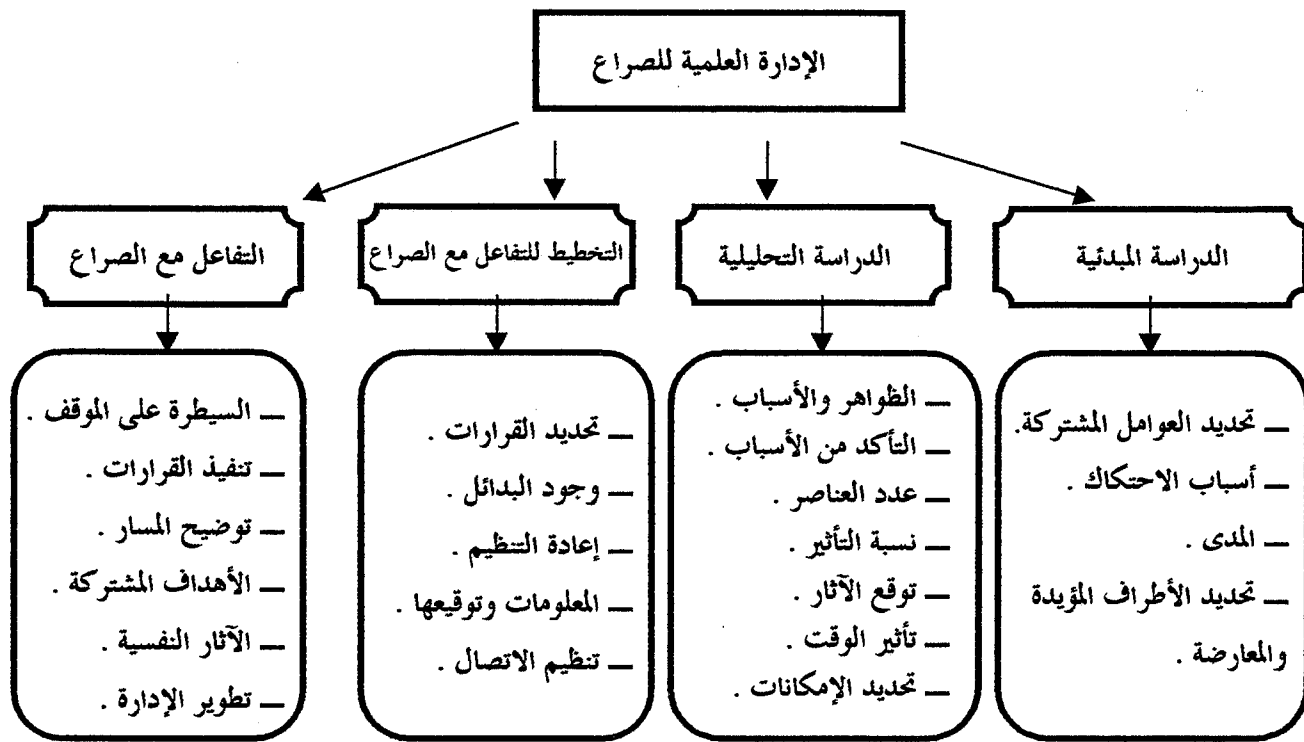 الإدارة العلمية للصراع
الدراسة المبدئية
الدراسة التحليلية
التخطيط للتفاعل مع الصراع
التفاعل مع الصراع
ــ تحديد العوامل المشتركة.
ــ أسباب الاحتكاك .
ــ المدى .
ــ تحديد الأطراف المؤيدة
والمعارضة .
ــ الظواهر والأسباب .
ــ التأكد من الأسباب .
ــ عدد العناصر .
ــ نسبة التأثير .
ــ توقع الآثار .
ــ تأثير الوقت .
ــ تحديد الإمكانات .
ــ تحديد القرارات .
ــ وجود البدائل .
ــ إعادة التنظيم .
ــ المعلومات وتوقيعها .
ــ تنظيم الاتصال .
ــ السيطرة على الموقف .
ــ تنفيذ القرارات .
ــ توضيح المسار .
ــ الأهداف المشتركة .
ــ الآثار النفسية .
ــ تطوير الإدارة .